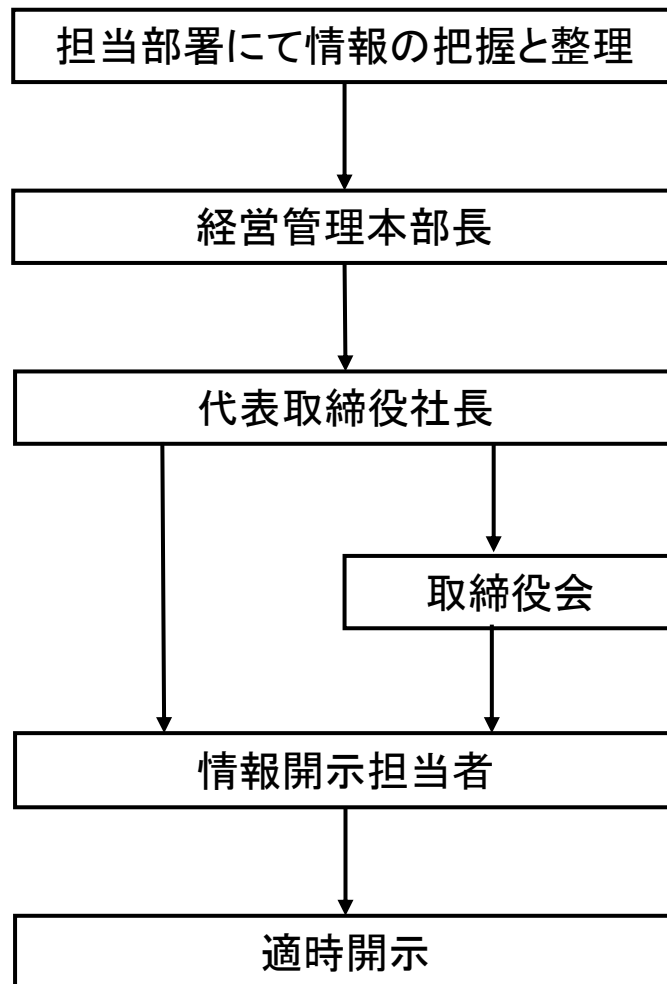 担当部署にて情報の把握と整理
経営管理本部長
代表取締役社長
取締役会
情報開示担当者
適時開示